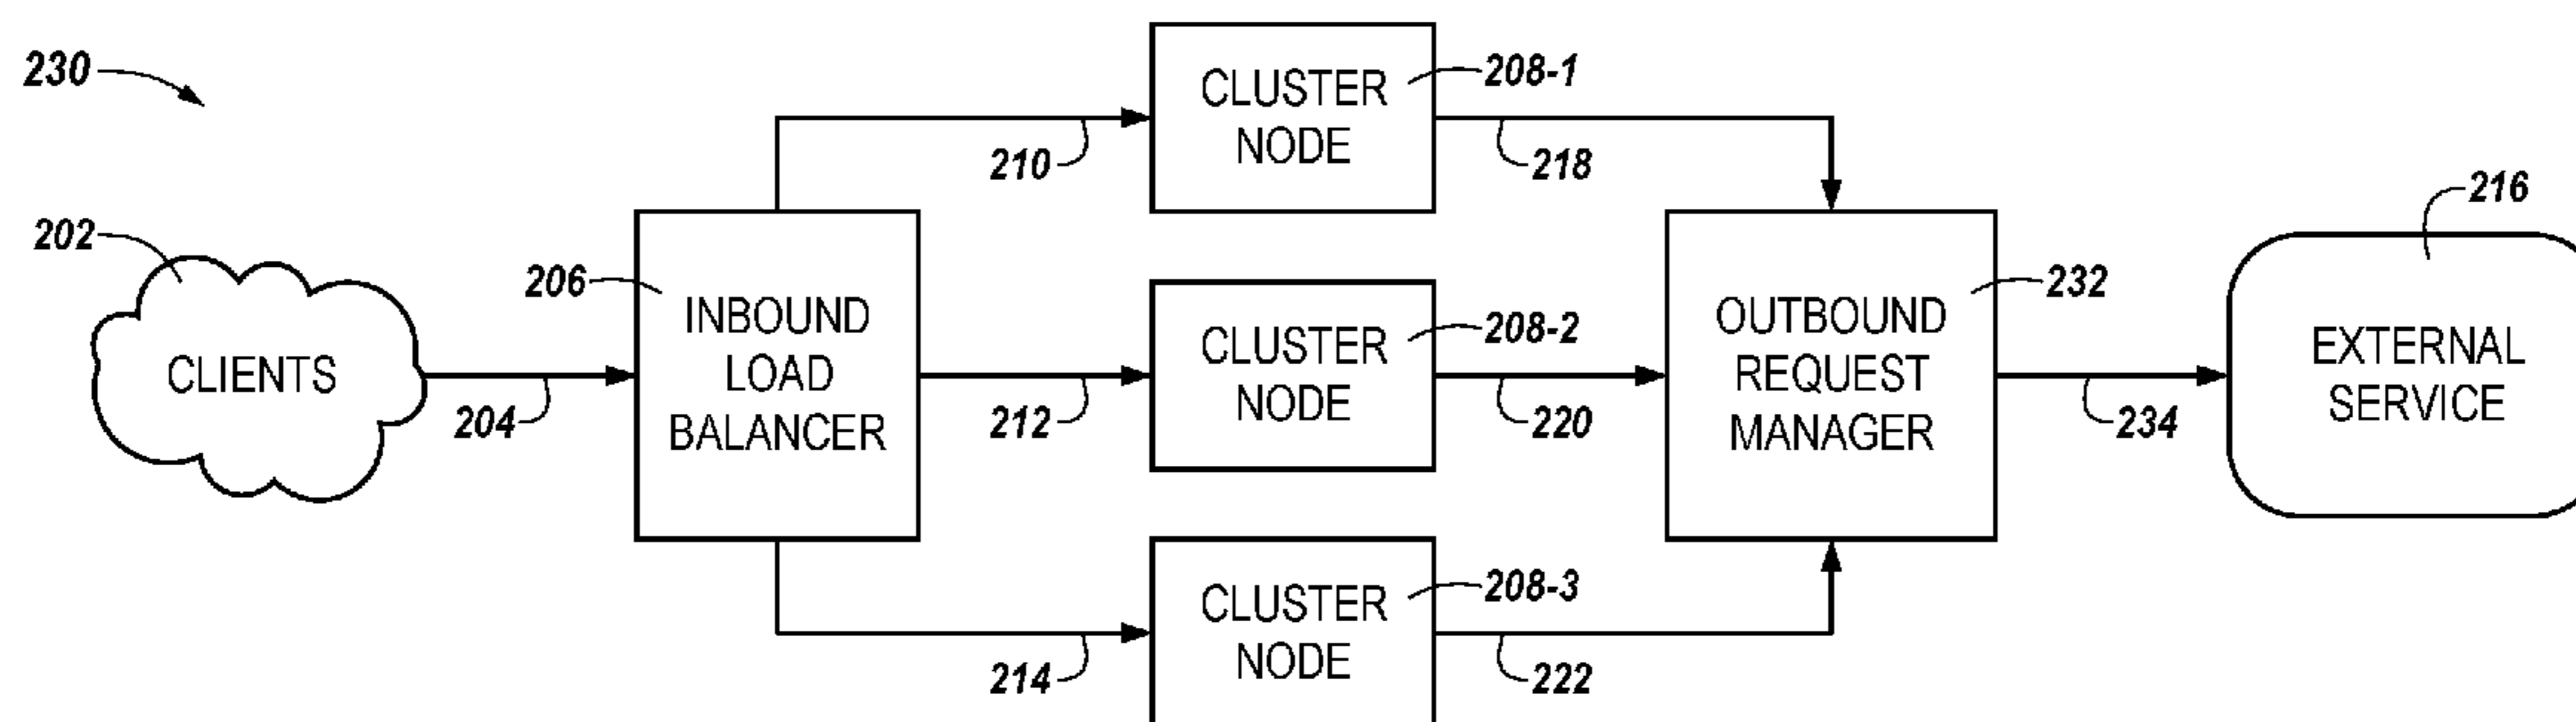 230
202
CLIENTS
204
206
INBOUND
LOAD
BALANCER
210
212
214
CLUSTER
NODE
208-1
218
CLUSTER
NODE
208-2
220
CLUSTER
NODE
208-3
222
OUTBOUND
REQUEST
MANAGER
232
234
216
EXTERNAL
SERVICE